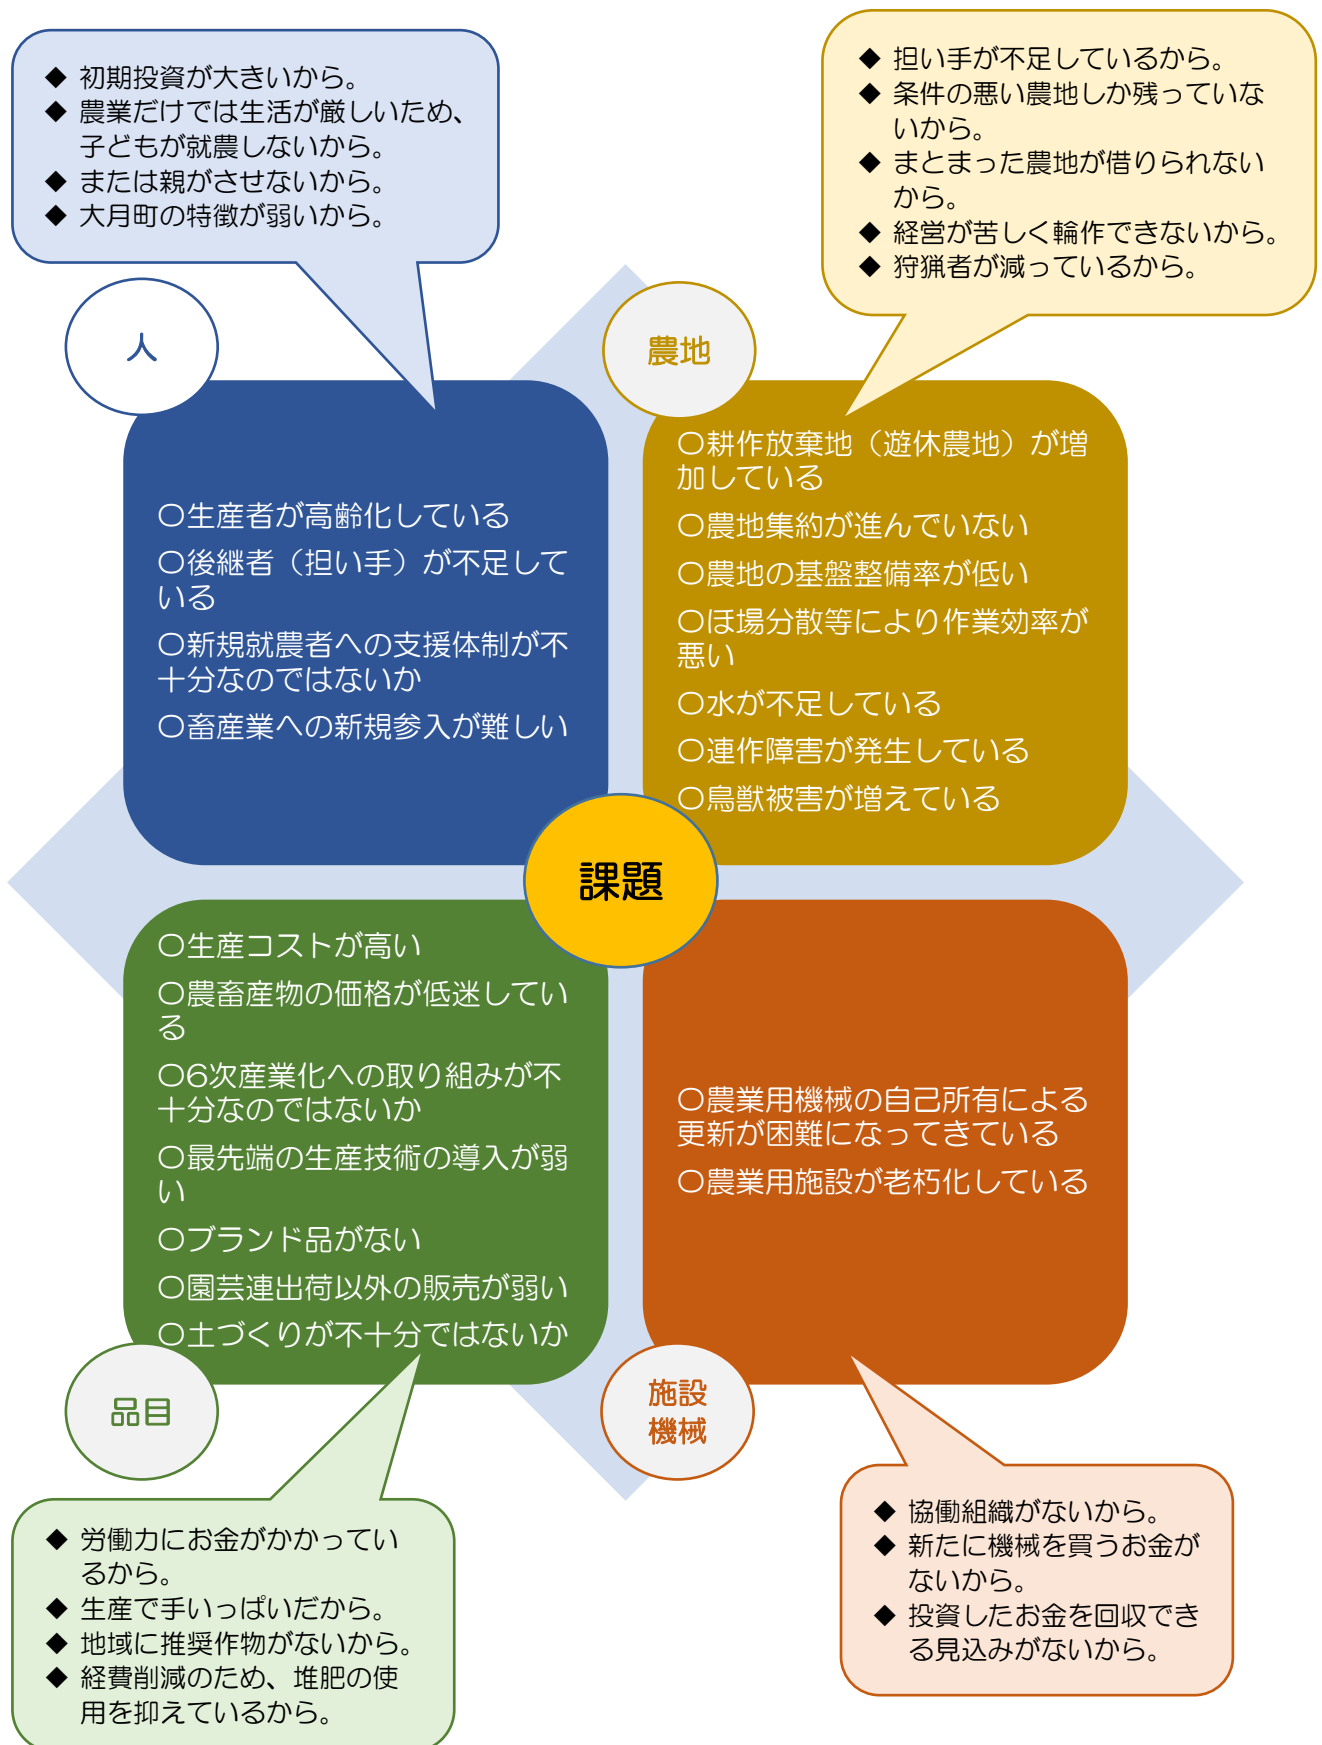 ◆ 初期投資が大きいから。
◆ 農業だけでは生活が厳しいため、
子どもが就農しないから。
◆ または親がさせないから。
◆ 大月町の特徴が弱いから。
◆ 担い手が不足しているから。
◆ 条件の悪い農地しか残っていな
いから。
◆ まとまった農地が借りられない
から。
◆ 経営が苦しく輪作できないから。
◆ 狩猟者が減っているから。
人
農地
〇生産者が高齢化している
〇後継者（担い手）が不足して
いる
〇新規就農者への支援体制が不
十分なのではないか
〇畜産業への新規参入が難しい
〇耕作放棄地（遊休農地）が増
加している
〇農地集約が進んでいない
〇農地の基盤整備率が低い
〇ほ場分散等により作業効率が
悪い
〇水が不足している
〇連作障害が発生している
〇鳥獣被害が増えている
課題
〇生産コストが高い
〇農畜産物の価格が低迷してい
る
〇6次産業化への取り組みが不
十分なのではないか
〇最先端の生産技術の導入が弱
い
〇ブランド品がない
〇園芸連出荷以外の販売が弱い
〇土づくりが不十分ではないか
〇農業用機械の自己所有による
更新が困難になってきている
〇農業用施設が老朽化している
品目
施設
機械
◆ 労働力にお金がかかってい
るから。
◆ 生産で手いっぱいだから。
◆ 地域に推奨作物がないから。
◆ 経費削減のため、堆肥の使
用を抑えているから。
◆ 協働組織がないから。
◆ 新たに機械を買うお金が
ないから。
◆ 投資したお金を回収でき
る見込みがないから。